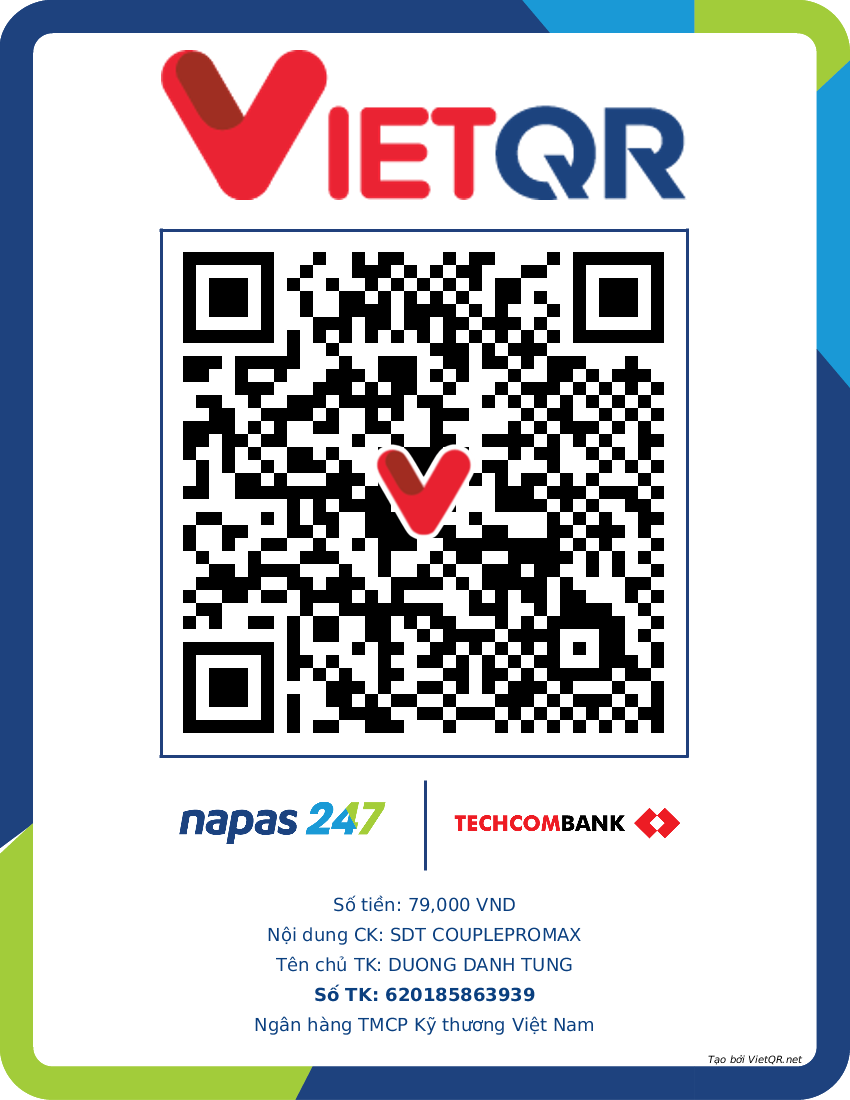 VIETQR
napas 247
TECHCOMBANK
Số tiền: 79,000 VND
Nội dung CK: SDT COUPLEPROMAX
Tên chủ TK: DUONG DANH TUNG
Số TK: 620185863939
Ngân hàng TMCP Kỹ thương Việt Nam
Tạo bởi VietQR.net